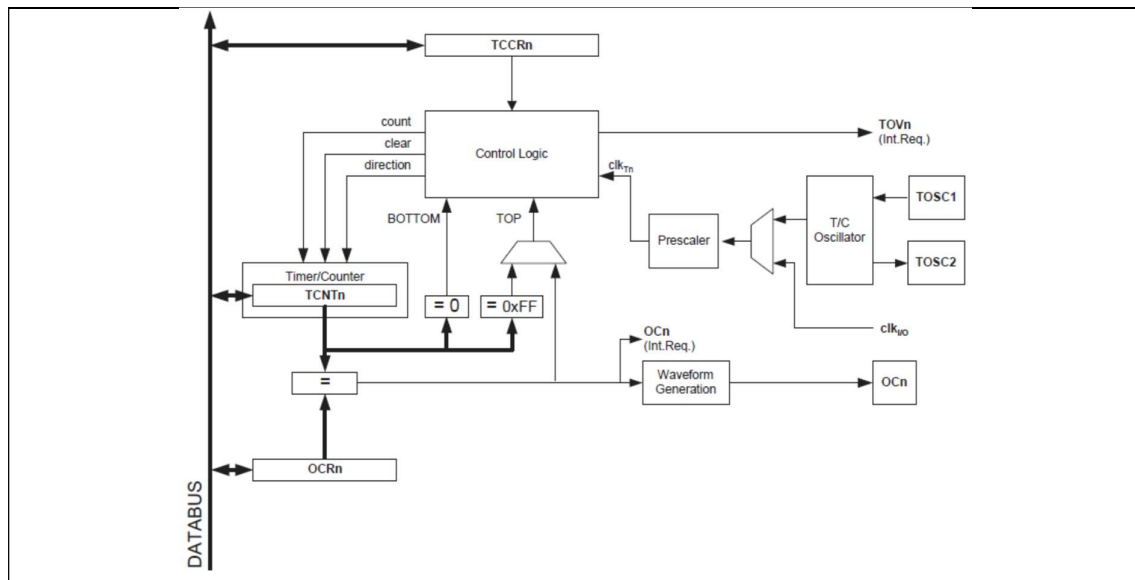 TCCRn
count
clear
direction
Control Logic
TOVn
(Int.Req.)
clkTn
BOTTOM
TOP
Prescaler
T/C
Oscillator
TOSC1
TOSC2
Timer/Counter
TCNTn
= 0
= 0xFF
clkI/O
OCn
(Int.Req.)
=
Waveform
Generation
OCn
OCRn
DATABUS